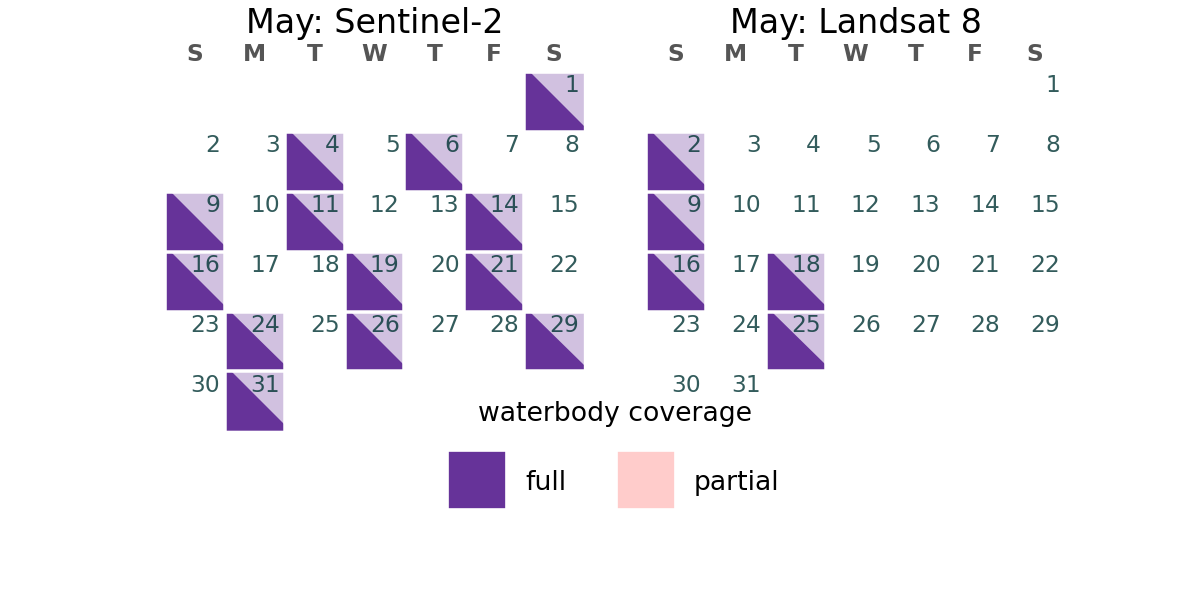 May: Sentinel-2
S M T W T F S
1
2 3 4 5 6 7 8
9 10 11 12 13 14 15
16 17 18 19 20 21 22
23 24 25 26 27 28 29
30 31
May: Landsat 8
S M T W T F S
1
2 3 4 5 6 7 8
9 10 11 12 13 14 15
16 17 18 19 20 21 22
23 24 25 26 27 28 29
30 31
waterbody coverage
full partial